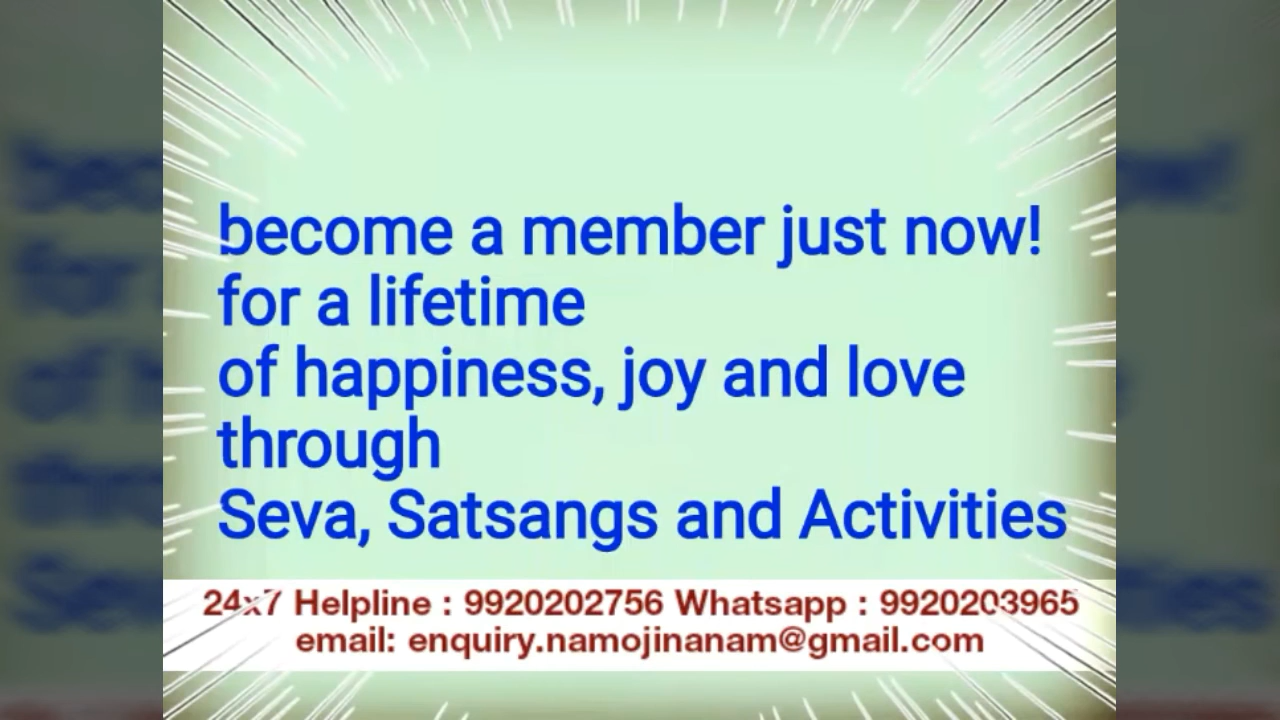 become a member just now!
for a lifetime
of happiness, joy and love
through
Seva, Satsangs and Activities
24x7 Helpline : 9920202756 Whatsapp : 9920203965
email: enquiry.namojinanam@gmail.com